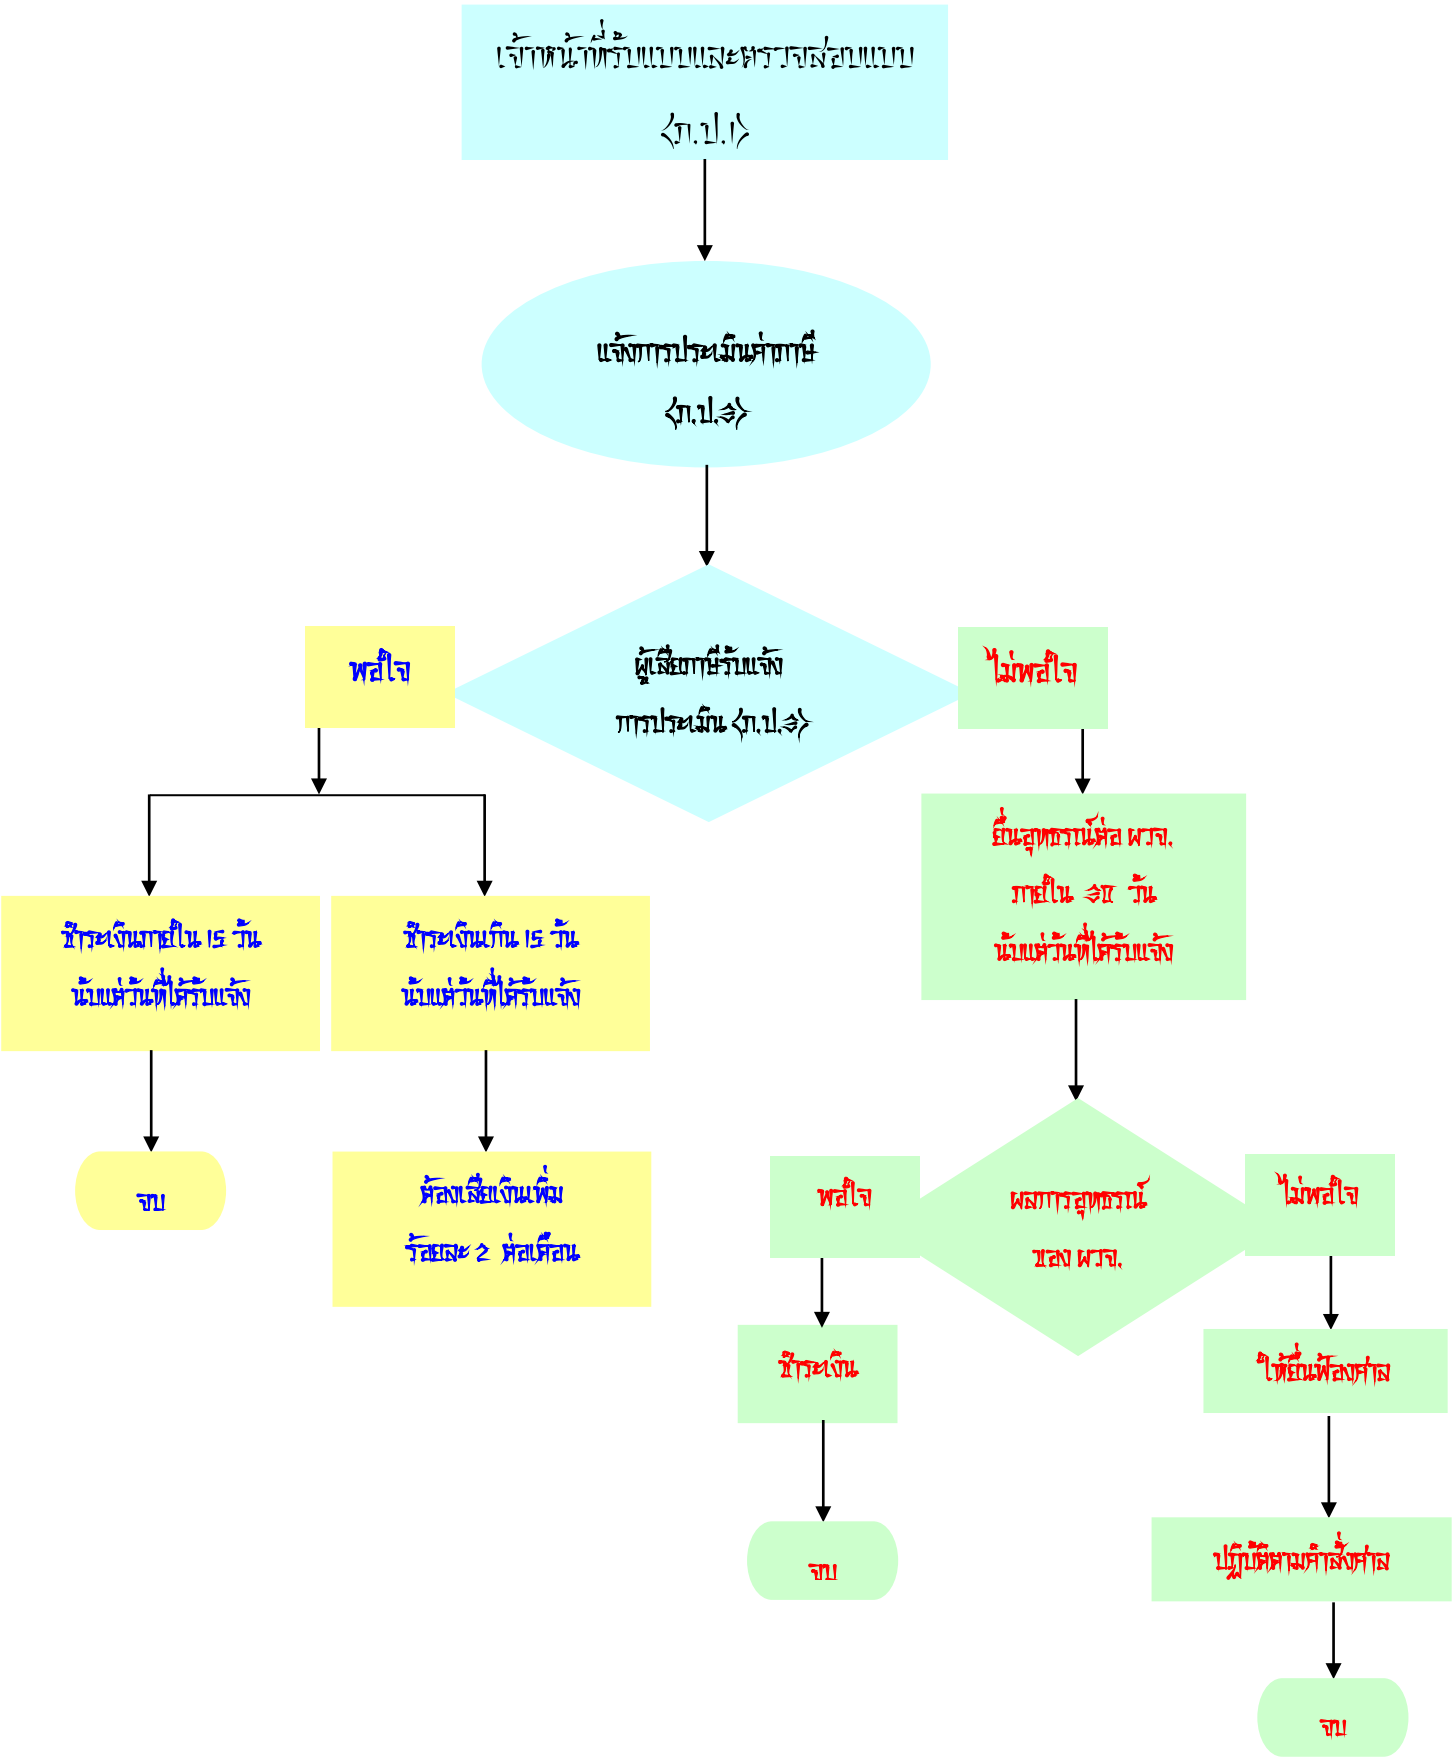 เจ้าหน้าที่รับแบบและตรวจสอบแบบ
(ภ.ป.1)
แจ้งการประเมินค่าภาษี
(ภ.ป.3)
ผู้เสียภาษีรับแจ้ง
การประเมิน (ภ.ป.3)
พอใจ
ไม่พอใจ
ยื่นอุทธรณ์ต่อ ผวจ.
ภายใน 30 วัน
นับแต่วันที่ได้รับแจ้ง
ชำระเงินภายใน 15 วัน
นับแต่วันที่ได้รับแจ้ง
ชำระเงินเกิน 15 วัน
นับแต่วันที่ได้รับแจ้ง
จบ
ต้องเสียเงินเพิ่ม
ร้อยละ 2 ต่อเดือน
พอใจ
ผลการอุทธรณ์
ของ ผวจ.
ไม่พอใจ
ชำระเงิน
ให้ยื่นฟ้องศาล
จบ
ปฏิบัติตามคำสั่งศาล
จบ